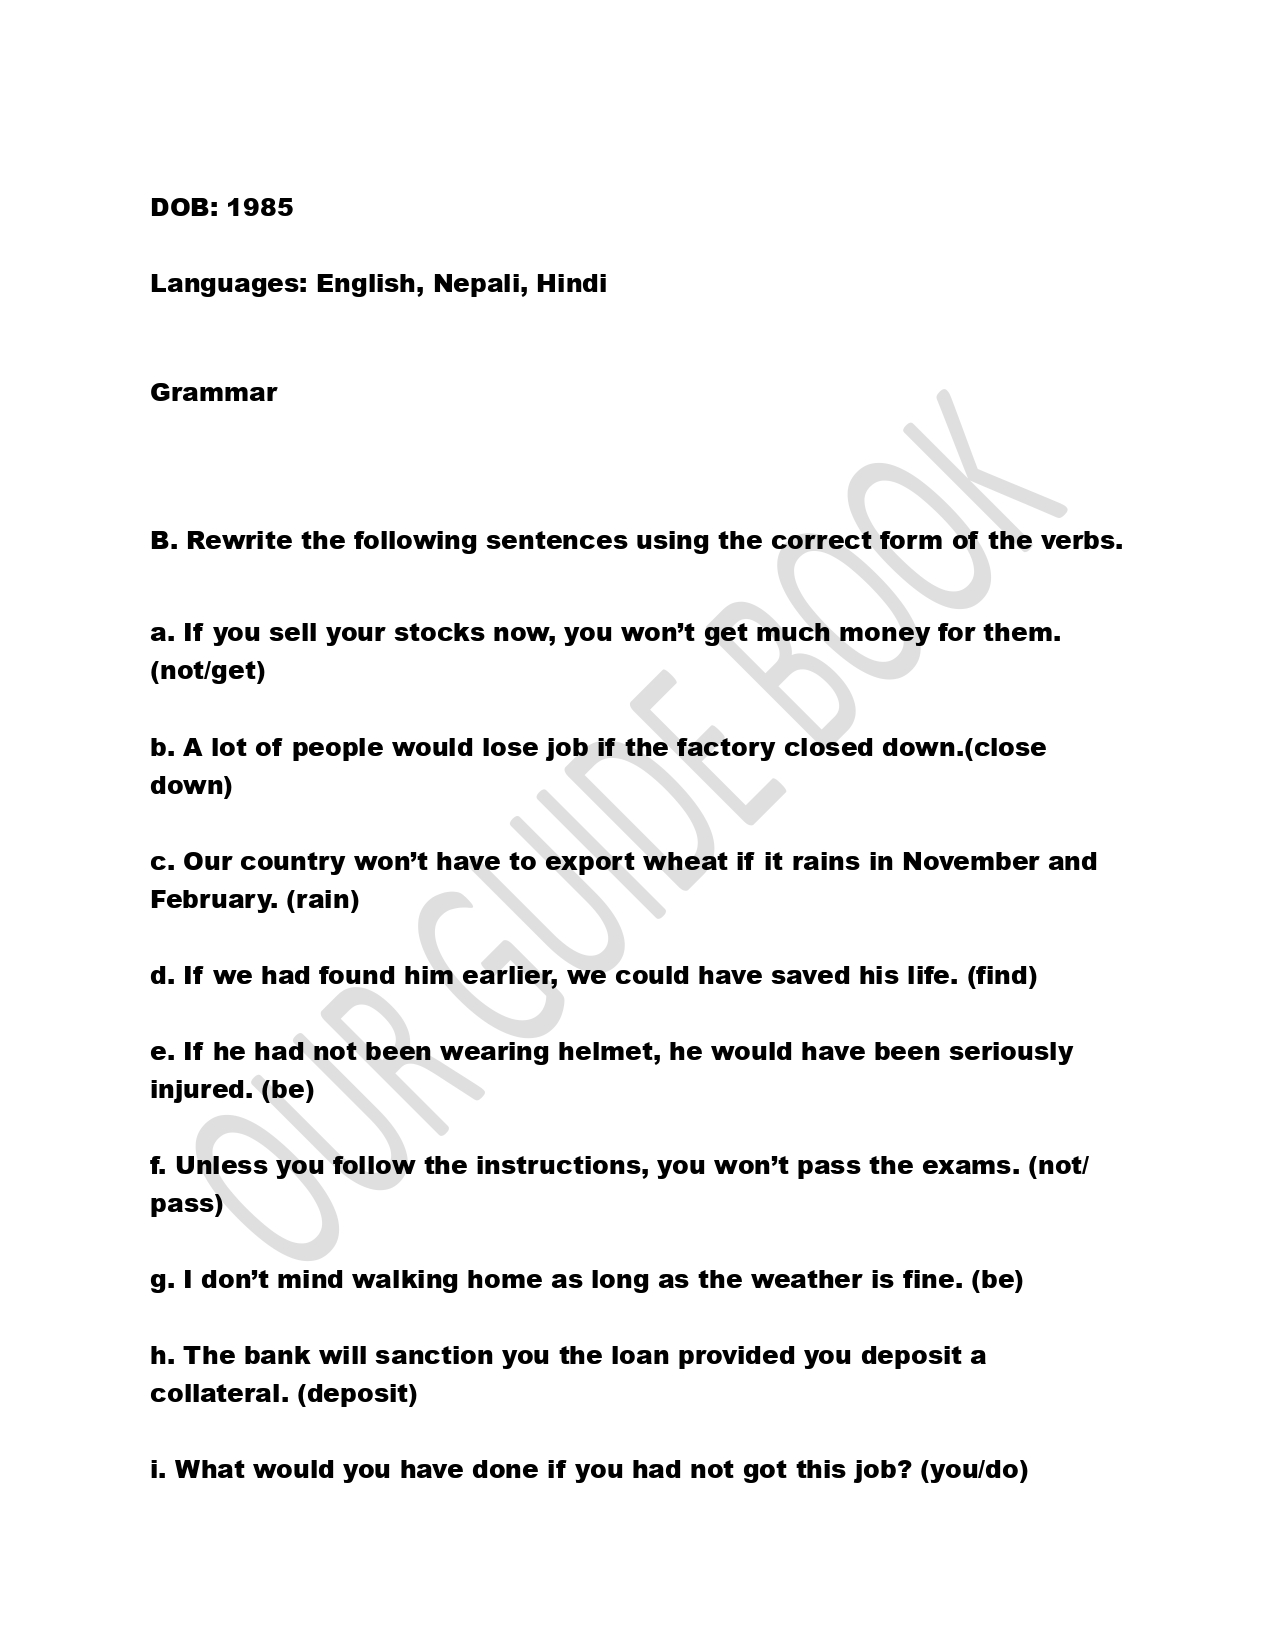 DOB: 1985
Languages: English, Nepali, Hindi
Grammar
B. Rewrite the following sentences using the correct form of the verbs.
a. If you sell your stocks now, you won’t get much money for them.
(not/get)
b. A lot of people would lose job if the factory closed down.(close
down)
c. Our country won’t have to export wheat if it rains in November and
February. (rain)
d. If we had found him earlier, we could have saved his life. (find)
e. If he had not been wearing helmet, he would have been seriously
injured. (be)
f. Unless you follow the instructions, you won’t pass the exams. (not/
pass)
g. I don’t mind walking home as long as the weather is fine. (be)
h. The bank will sanction you the loan provided you deposit a
collateral. (deposit)
i. What would you have done if you had not got this job? (you/do)
OUR GUIDE BOOK